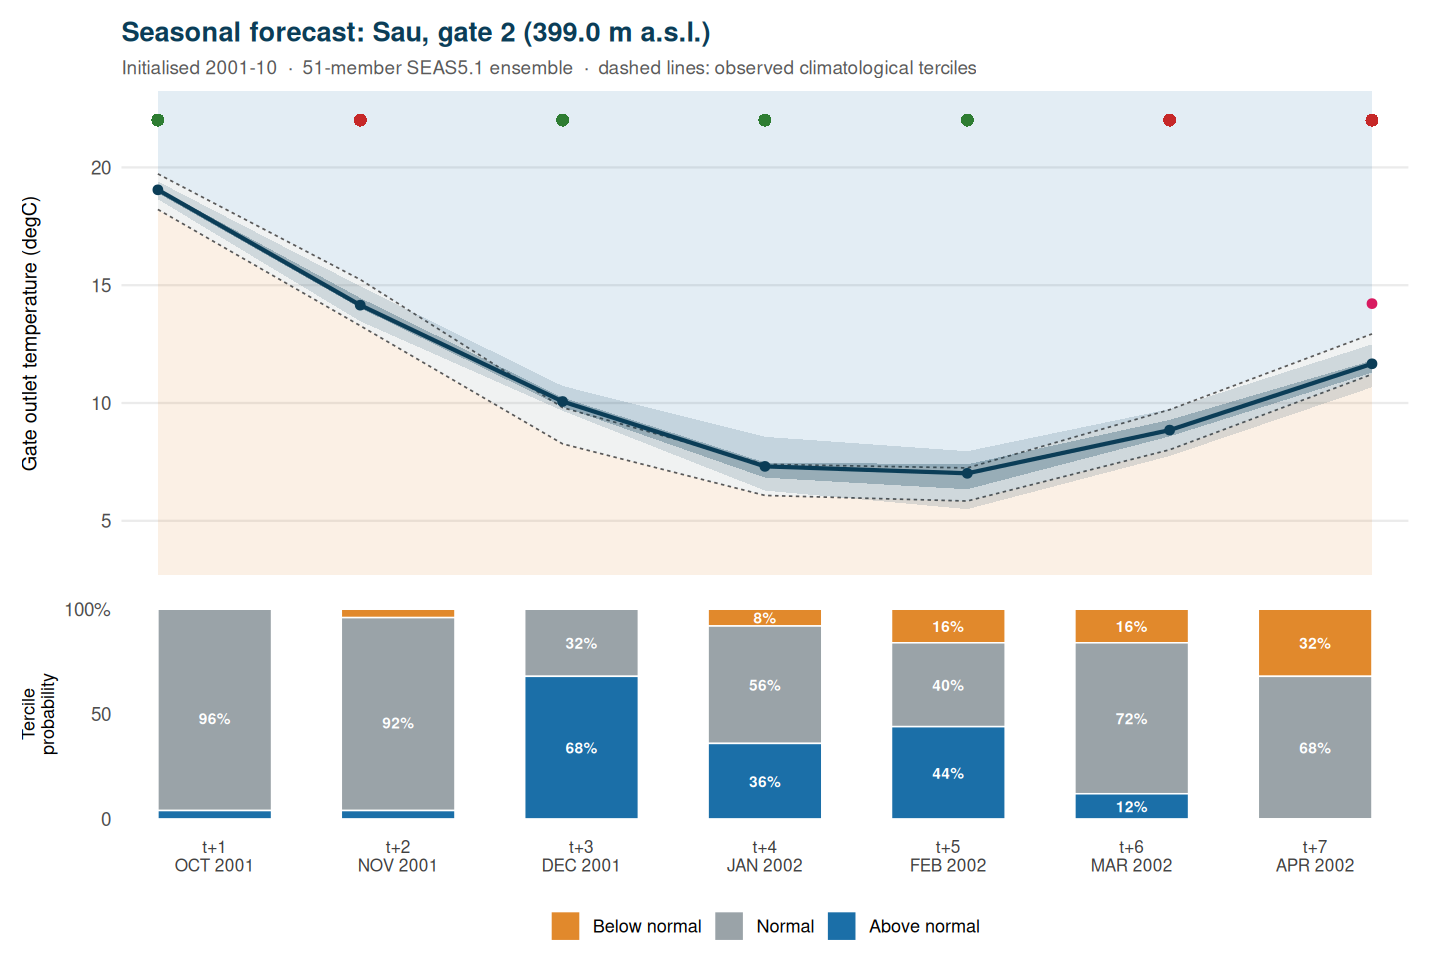 Seasonal forecast: Sau, gate 2 (399.0 m a.s.l.)
Initialised 2001-10 · 51-member SEAS5.1 ensemble · dashed lines: observed climatological terciles
Gate outlet temperature (degC)
20
15
10
5
Tercile
probability
100%
50
0
96%
92%
32%
68%
8%
56%
36%
16%
40%
44%
16%
72%
12%
32%
68%
t+1
OCT 2001
t+2
NOV 2001
t+3
DEC 2001
t+4
JAN 2002
t+5
FEB 2002
t+6
MAR 2002
t+7
APR 2002
Below normal
Normal
Above normal